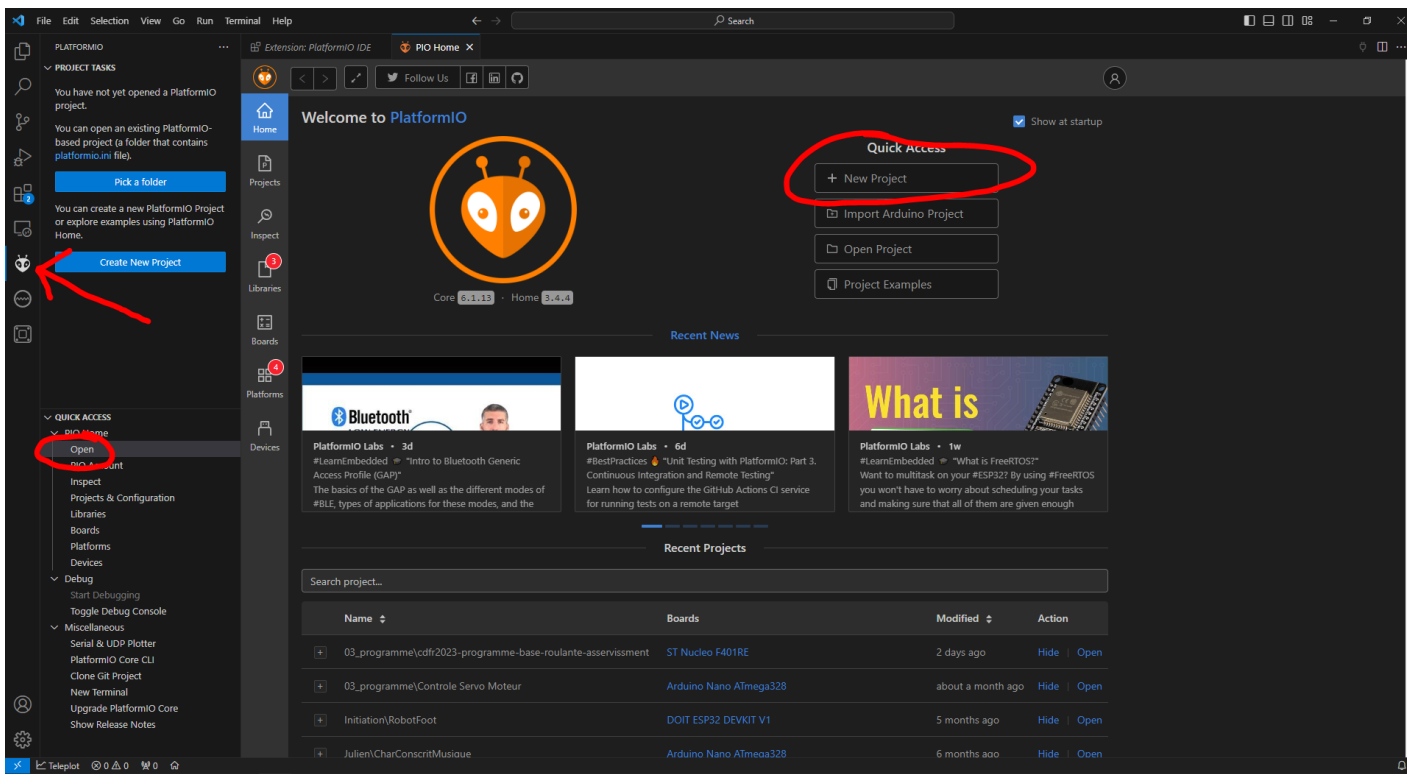 File Edit Selection View Go Run Terminal Help
Search
PLATFORMIO
Extension: PlatformIO IDE
PIO Home
PROJECT TASKS
You have not yet opened a PlatformIO
project.
You can open an existing PlatformIO-
based project (a folder that contains
platformio.ini file).
Pick a folder
You can create a new PlatformIO Project
or explore examples using PlatformIO
Home.
Create New Project
QUICK ACCESS
PIO Home
Open
PIO Account
Inspect
Projects & Configuration
Libraries
Boards
Platforms
Devices
Debug
Start Debugging
Toggle Debug Console
Miscellaneous
Serial & UDP Plotter
PlatformIO Core CLI
Clone Git Project
New Terminal
Upgrade PlatformIO Core
Show Release Notes
2
Follow Us
Home
Projects
Inspect
3
Libraries
Boards
4
Platforms
Devices
Welcome to PlatformIO
Show at startup
Core 6.1.13 · Home 3.4.4
Quick Access
+ New Project
Import Arduino Project
Open Project
Project Examples
Recent News
Bluetooth
LOW ENERGY
PlatformIO Labs • 3d
#LearnEmbedded 🎓 "Intro to Bluetooth Generic
Access Profile (GAP)"
The basics of the GAP as well as the different modes of
#BLE, types of applications for these modes, and the
PlatformIO Labs • 6d
#BestPractices 🔥 "Unit Testing with PlatformIO: Part 3.
Continuous Integration and Remote Testing"
Learn how to configure the GitHub Actions CI service
for running tests on a remote target
What is
PlatformIO Labs • 1w
#LearnEmbedded 🎓 "What is FreeRTOS?"
Want to multitask on your #ESP32? By using #FreeRTOS
you won't have to worry about scheduling your tasks
and making sure that all of them are given enough
Recent Projects
Search project...
Name Boards Modified Action
03_programme\cdfr2023-programme-base-roulante-asservissment ST Nucleo F401RE 2 days ago Hide | Open
03_programme\Controle Servo Moteur Arduino Nano ATmega328 about a month ago Hide | Open
Initiation\RobotFoot DOIT ESP32 DEVKIT V1 5 months ago Hide | Open
Julien\CharConscritMusique Arduino Nano ATmega328 6 months ago Hide | Open
Teleplot 0 0 0